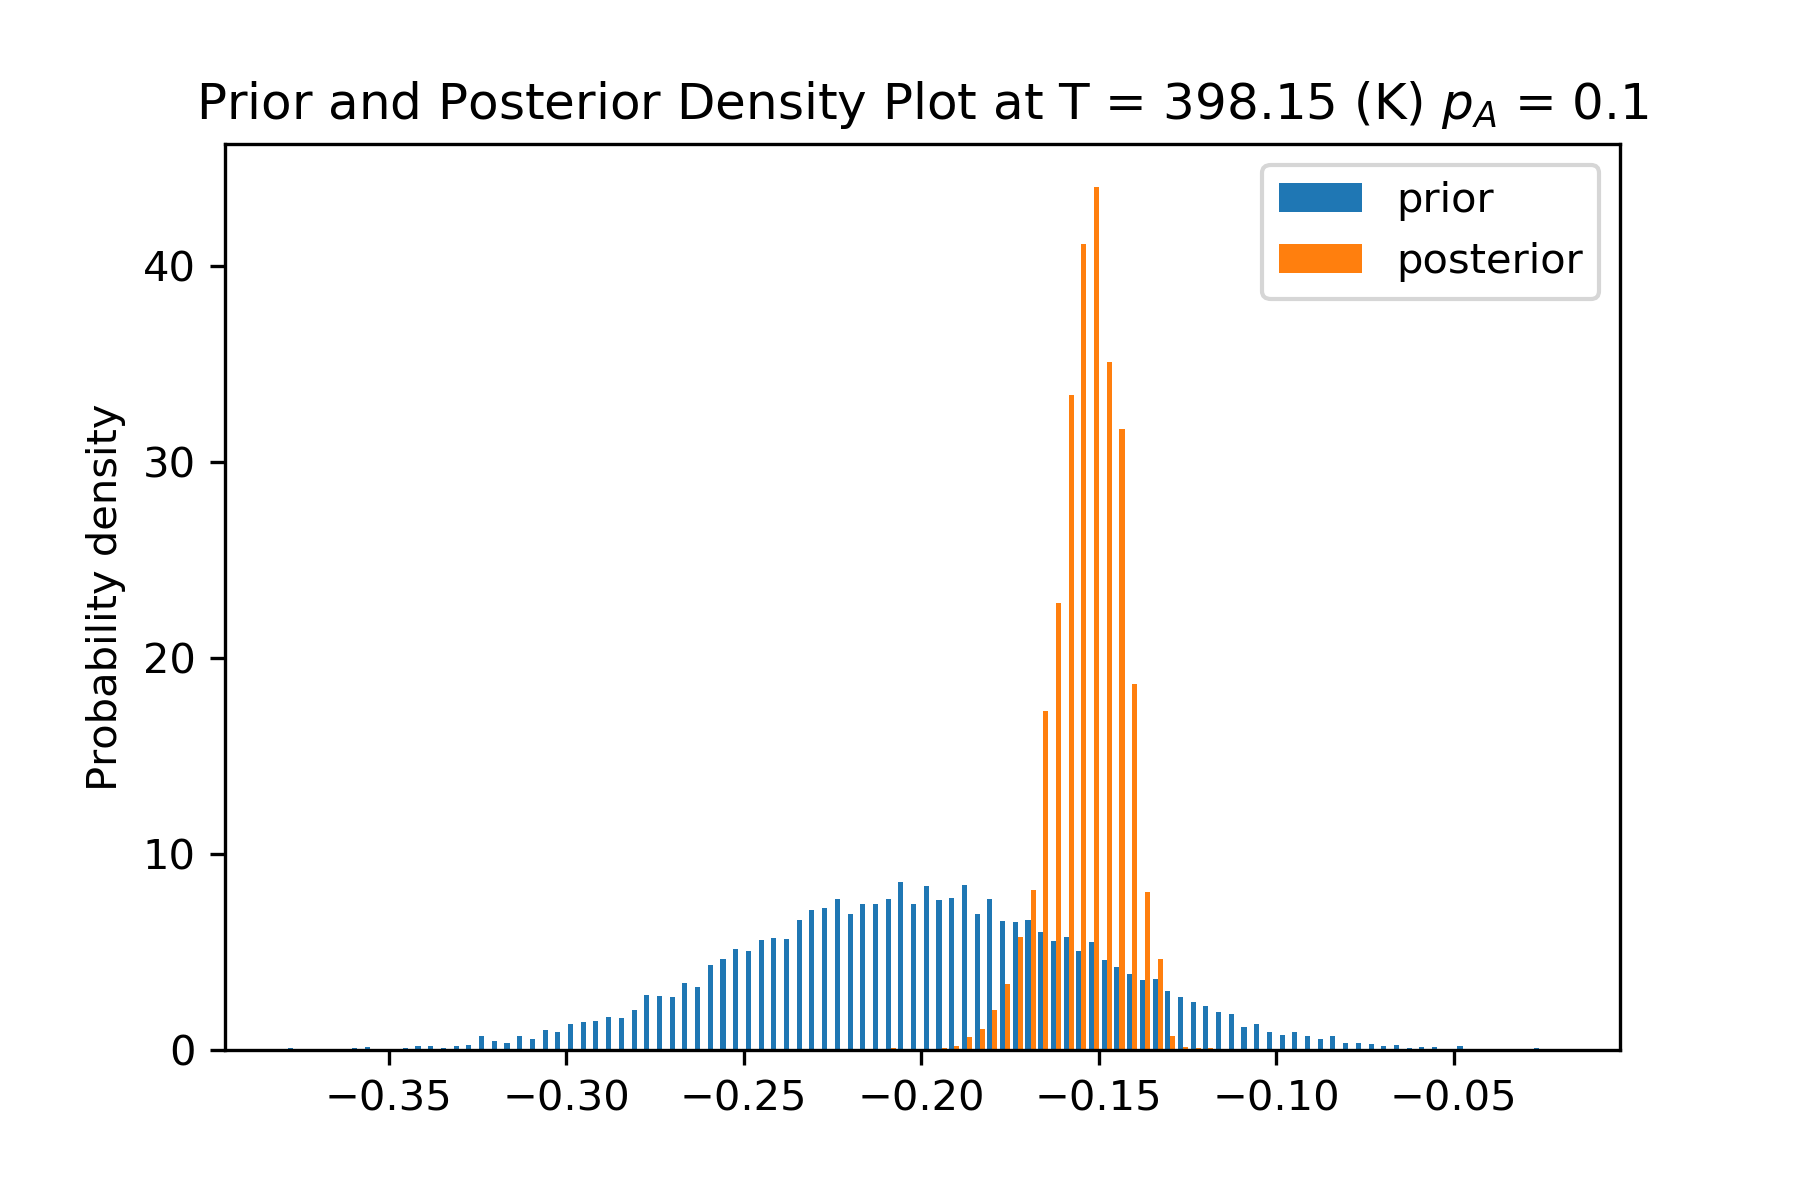 Prior and Posterior Density Plot at T = 398.15 (K) p_A = 0.1
prior
posterior
Probability density
40
30
20
10
0
−0.35 −0.30 −0.25 −0.20 −0.15 −0.10 −0.05